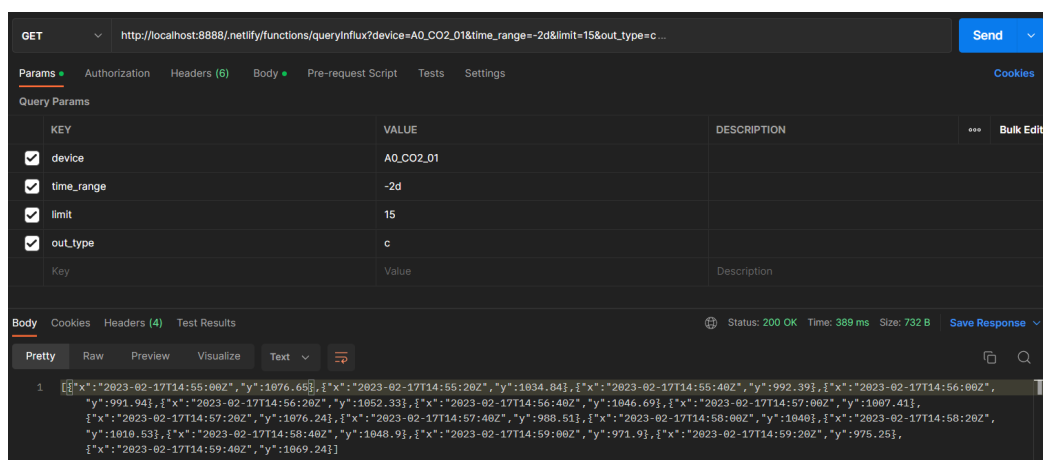 GET http://localhost:8888/.netlify/functions/queryInflux?device=A0_CO2_01&time_range=-2d&limit=15&out_type=c ... Send
Params Authorization Headers (6) Body Pre-request Script Tests Settings Cookies
Query Params
KEY VALUE DESCRIPTION ooo Bulk Edit
device A0_CO2_01
time_range -2d
limit 15
out_type c
Key Value Description
Body Cookies Headers (4) Test Results Status: 200 OK Time: 389 ms Size: 732 B Save Response
Pretty Raw Preview Visualize Text
1 [{"x":"2023-02-17T14:55:00Z","y":1076.65},{"x":"2023-02-17T14:55:20Z","y":1034.84},{"x":"2023-02-17T14:55:40Z","y":992.39},{"x":"2023-02-17T14:56:00Z",
"y":991.94},{"x":"2023-02-17T14:56:20Z","y":1052.33},{"x":"2023-02-17T14:56:40Z","y":1046.69},{"x":"2023-02-17T14:57:00Z","y":1007.41},
{"x":"2023-02-17T14:57:20Z","y":1076.24},{"x":"2023-02-17T14:57:40Z","y":988.51},{"x":"2023-02-17T14:58:00Z","y":1040},{"x":"2023-02-17T14:58:20Z",
"y":1010.53},{"x":"2023-02-17T14:58:40Z","y":1048.9},{"x":"2023-02-17T14:59:00Z","y":971.9},{"x":"2023-02-17T14:59:20Z","y":975.25},
{"x":"2023-02-17T14:59:40Z","y":1069.24}]